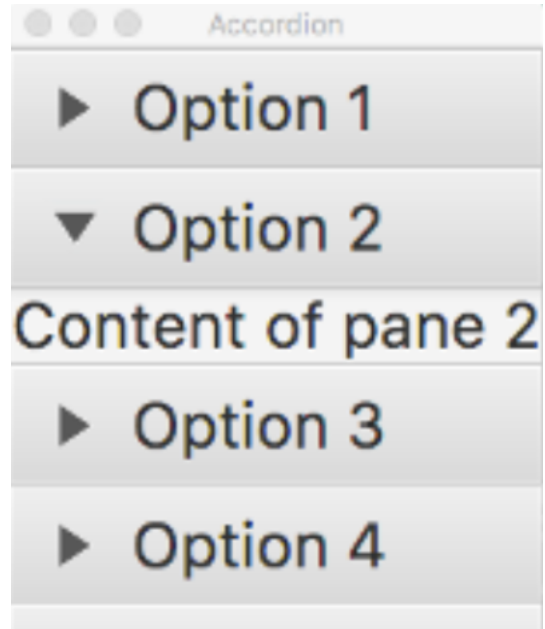 Accordion
Option 1
Option 2
Content of pane 2
Option 3
Option 4